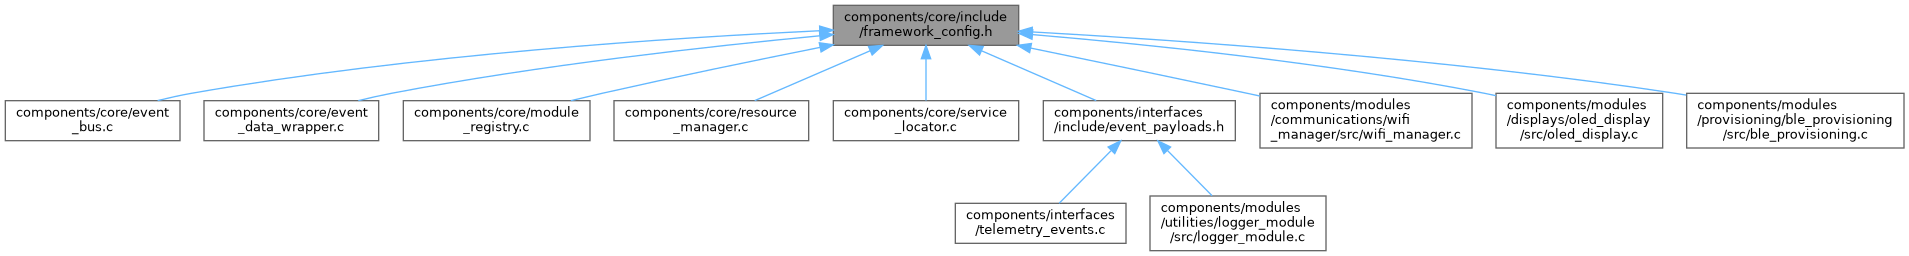 components/core/include
/framework_config.h
components/core/event
_bus.c
components/core/event
_data_wrapper.c
components/core/module
_registry.c
components/core/resource
_manager.c
components/core/service
_locator.c
components/interfaces
/include/event_payloads.h
components/modules
/communications/wifi
_manager/src/wifi_manager.c
components/modules
/displays/oled_display
/src/oled_display.c
components/modules
/provisioning/ble_provisioning
/src/ble_provisioning.c
components/interfaces
/telemetry_events.c
components/modules
/utilities/logger_module
/src/logger_module.c